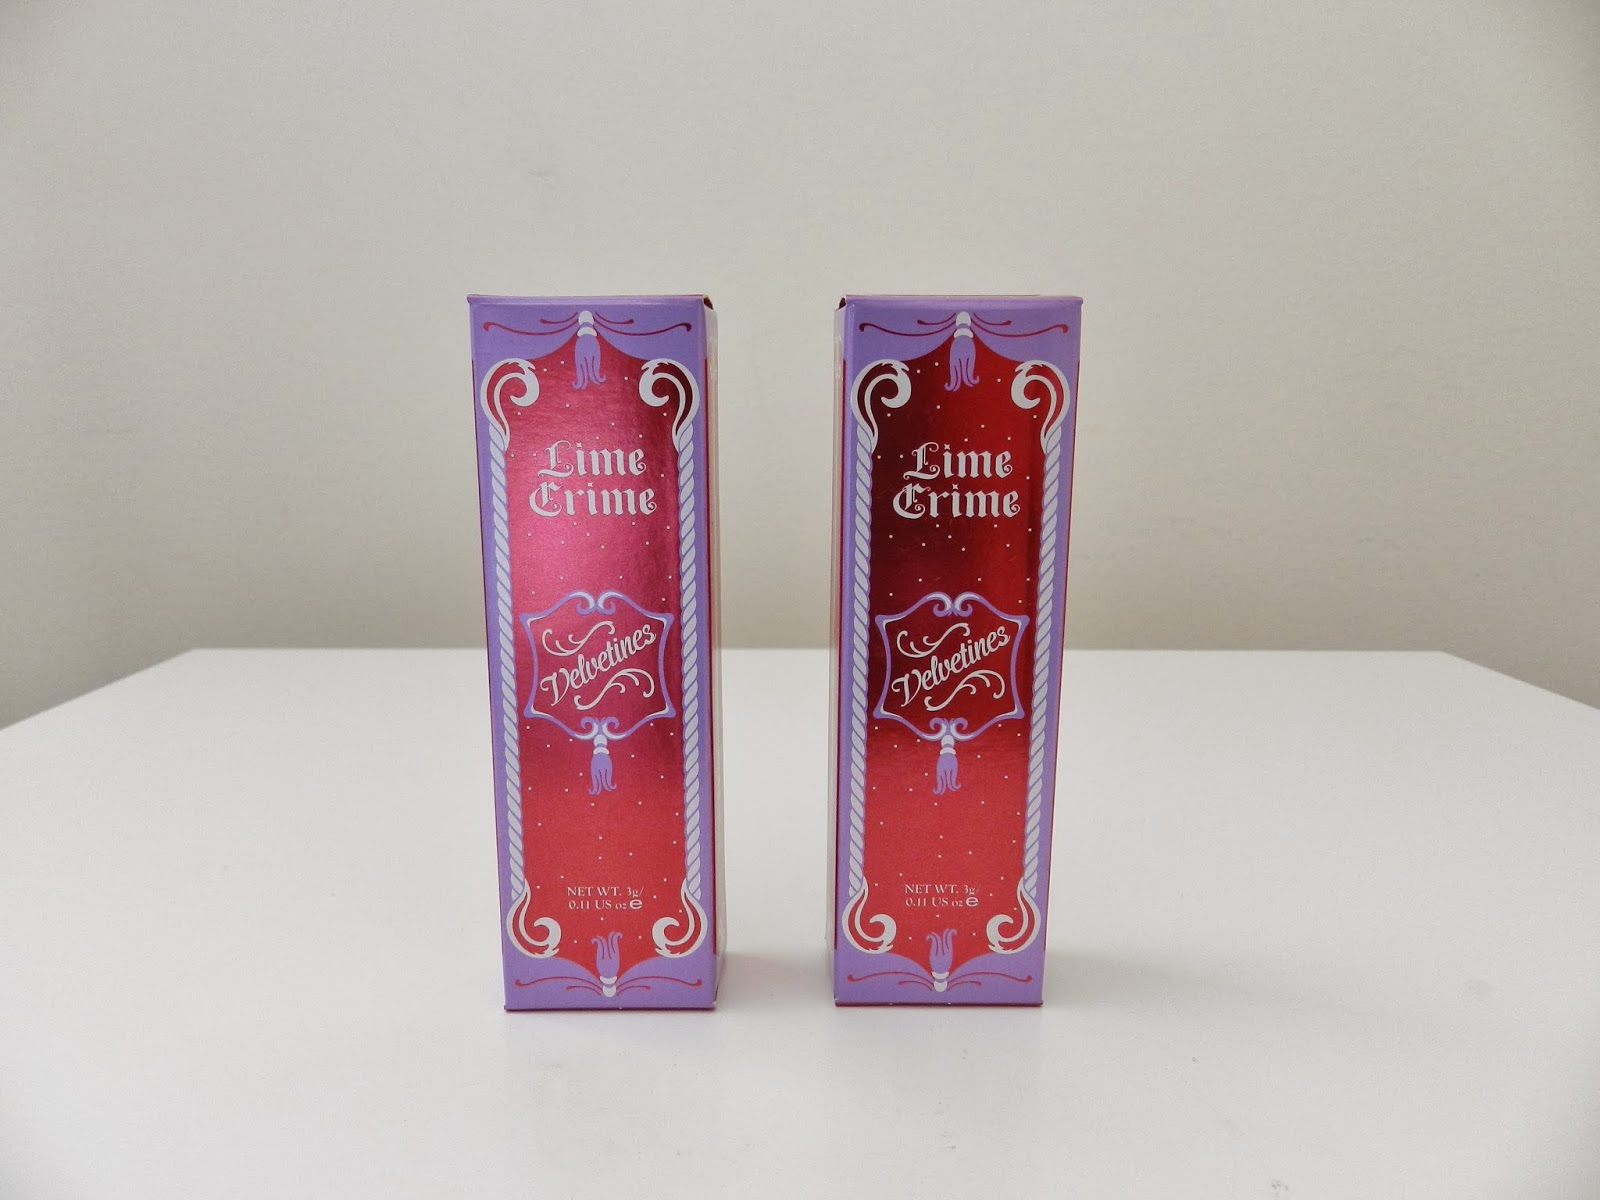 Lime
Crime
Velvetines
NET WT. 3g/
0.11 US oz ℮
Lime
Crime
Velvetines
NET WT. 3g/
0.11 US oz ℮